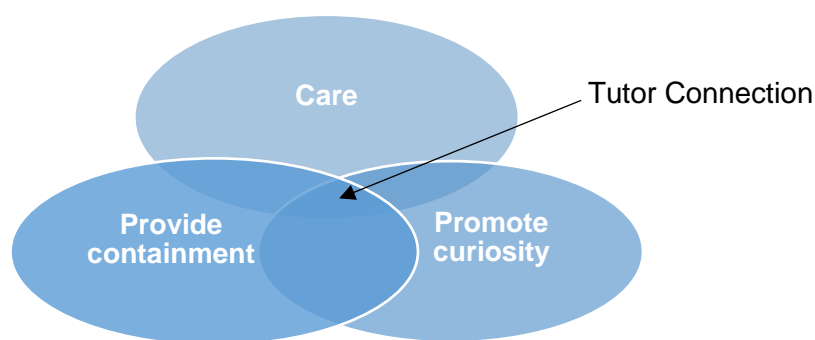 Care
Tutor Connection
Provide
containment
Promote
curiosity